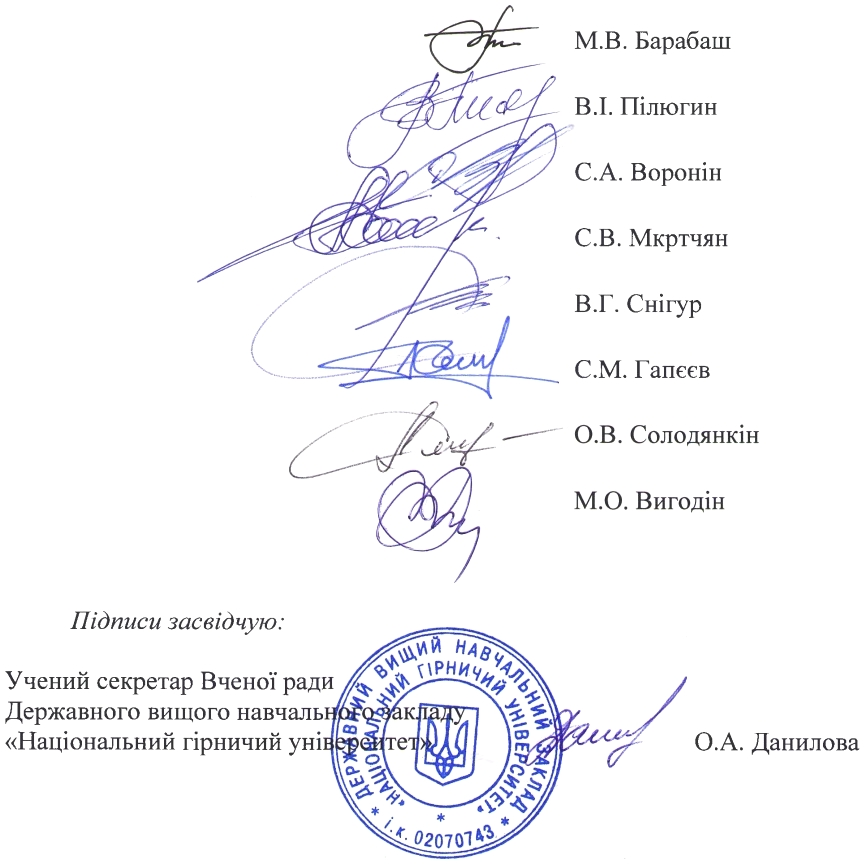 М.В. Барабаш
В.І. Пілюгин
С.А. Воронін
С.В. Мкртчян
В.Г. Снігур
С.М. Гапєєв
О.В. Солодянкін
М.О. Вигодін
Підписи засвідчую:
Учений секретар Вченої ради
Державного вищого навчального закладу
«Національний гірничий університет»
О.А. Данилова
ДЕРЖАВНИЙ ВИЩИЙ НАВЧАЛЬНИЙ ЗАКЛАД
«НАЦІОНАЛЬНИЙ ГІРНИЧИЙ УНІВЕРСИТЕТ»
* і.к. 02070743 *